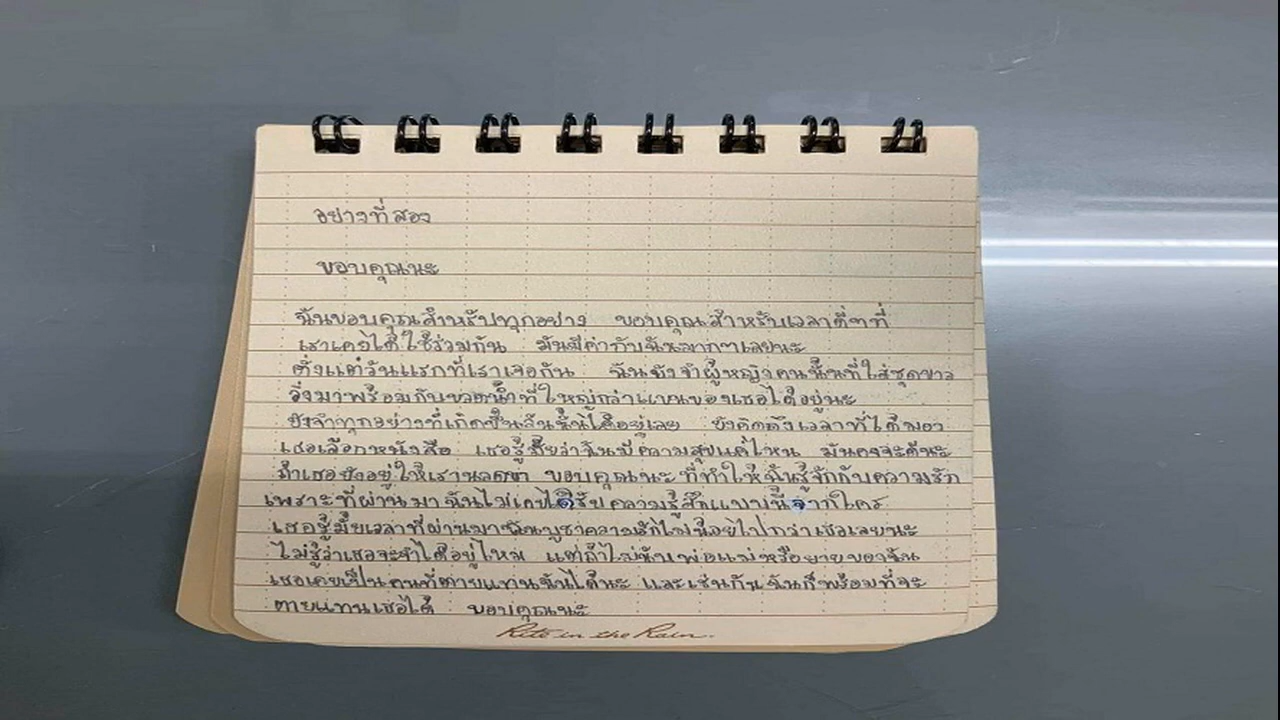 อย่างที่สอง
ขอบคุณนะ
ฉันขอบคุณสำหรับทุกอย่าง ขอบคุณสำหรับเวลาดีๆที่
เราเคยได้ใช้ร่วมกัน มันมีค่ากับฉันมากๆเลยนะ
ตั้งแต่วันแรกที่เราเจอกัน ฉันยังจำผู้หญิงคนนั้นที่ใส่ชุดขาว
วิ่งมาพร้อมกับขวดน้ำที่ใหญ่กว่าแขนของเธอได้อยู่นะ
ยังจำทุกอย่างที่เกิดขึ้นวันนั้นได้อยู่เลย ยังคิดถึงเวลาที่ได้มอง
เธอเลือกหนังสือ เธอรู้มั้ยว่าฉันมีความสุขแค่ไหน มันคงจะดีนะ
ถ้าเธอยังอยู่ให้เรานวดขา ขอบคุณนะ ที่ทำให้ฉันรู้จักกับความรัก
เพราะที่ผ่านมาฉันไม่เคยได้รับความรู้สึกแบบนี้จากใคร
เธอรู้มั้ยเวลาที่ผ่านมาฉันบูชาความรักไม่น้อยไปกว่าเธอเลยนะ
ไม่รู้ว่าเธอจะจำได้อยู่ไหม แต่ถ้าไม่นับพ่อแม่หรือยายของฉัน
เธอเคยเป็นคนที่ตายแทนฉันได้นะ และเช่นกันฉันก็พร้อมที่จะ
ตายแทนเธอได้ ขอบคุณนะ
Rite in the Rain.